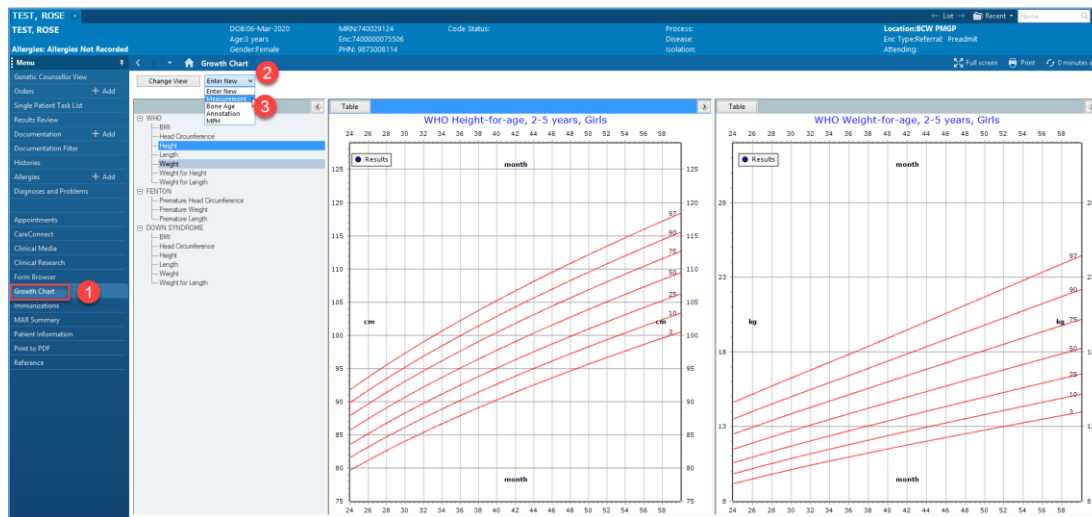 TEST, ROSE ×
← List → Recent ▾ Name
TEST, ROSE DOB:06-Mar-2020 MRN:740029124 Code Status: Process: Location:BCW PMGP
Age:3 years Enc:7400000075506 Disease: Enc Type:Referral; Preadmit
Allergies: Allergies Not Recorded Gender:Female PHN: 9873008114 Isolation: Attending:
Menu
Growth Chart
Full screen Print 0 minutes
Genetic Counsellor View
Orders + Add
Single Patient Task List
Results Review
Documentation + Add
Documentation Filter
Histories
Allergies + Add
Diagnoses and Problems
Appointments
CareConnect
Clinical Media
Clinical Research
Form Browser
Growth Chart
1
Immunizations
MAR Summary
Patient Information
Print to PDF
Reference
Change View Enter New
2
Enter New
Measurement
Bone Age
Annotation
MPH
3
WHO
BMI
Head Circumference
Height
Length
Weight
Weight for Height
Weight for Length
FENTON
Premature Head Circumference
Premature Weight
Premature Length
DOWN SYNDROME
BMI
Head Circumference
Height
Length
Weight
Weight for Length
Table
WHO Height-for-age, 2-5 years, Girls
24 26 28 30 32 34 36 38 40 42 44 46 48 50 52 54 56 58
Results
month
125 125
120 120
97
115 90 115
75
110 50 110
25
105 105
10
cm cm
3
100 100
95 95
90 90
85 85
80 80
month
75 75
24 26 28 30 32 34 36 38 40 42 44 46 48 50 52 54 56 58
Table
WHO Weight-for-age, 2-5 years, Girls
24 26 28 30 32 34 36 38 40 42 44 46 48 50 52 54 56 58
Results
month
28
97
23
90
kg 75 kg
18 50
25
10
13 3
month
8
24 26 28 30 32 34 36 38 40 42 44 46 48 50 52 54 56 58